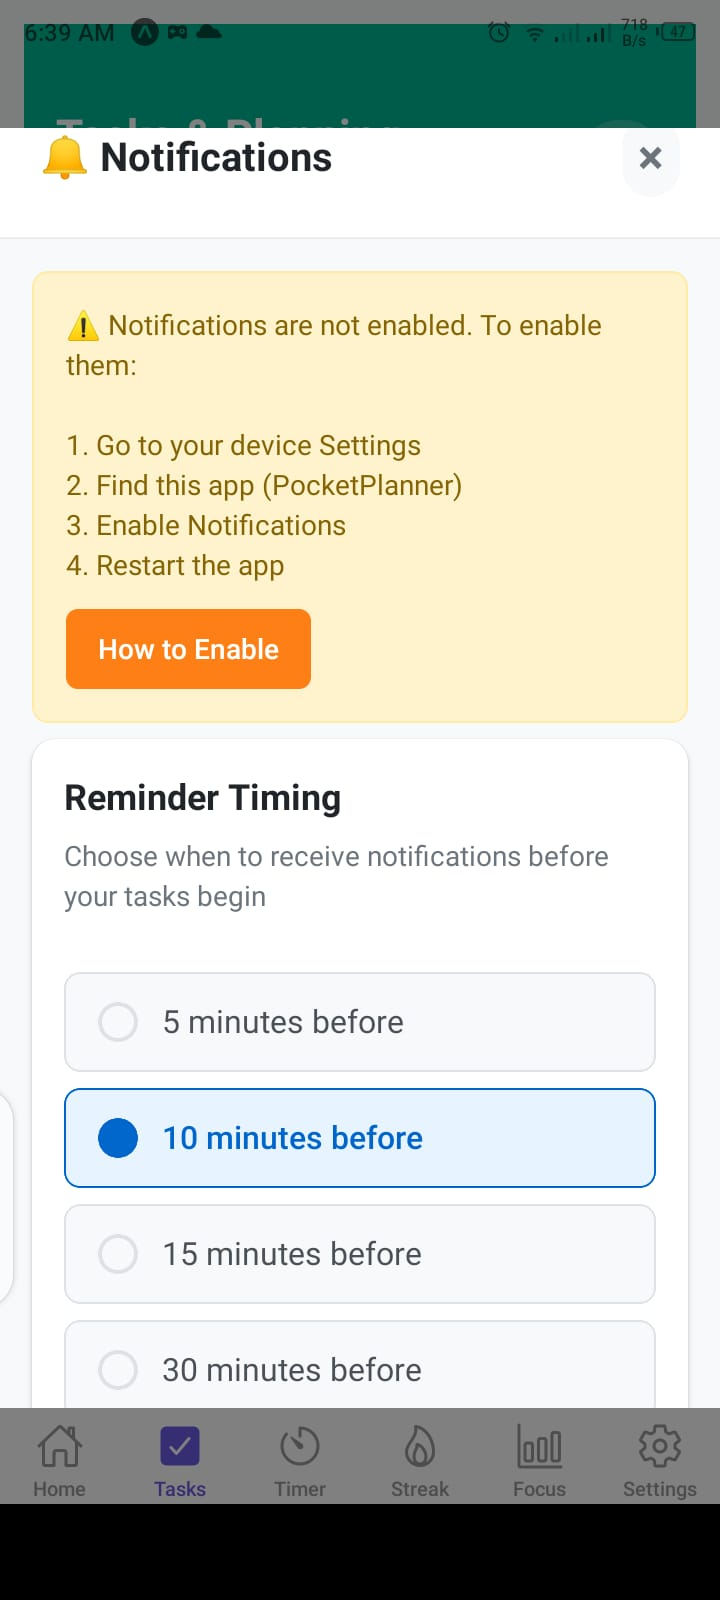 6:39 AM
718
B/s
47
Tasks & Planning
🔔 Notifications
⚠️ Notifications are not enabled. To enable
them:
1. Go to your device Settings
2. Find this app (PocketPlanner)
3. Enable Notifications
4. Restart the app
How to Enable
Reminder Timing
Choose when to receive notifications before
your tasks begin
5 minutes before
10 minutes before
15 minutes before
30 minutes before
Home Tasks Timer Streak Focus Settings